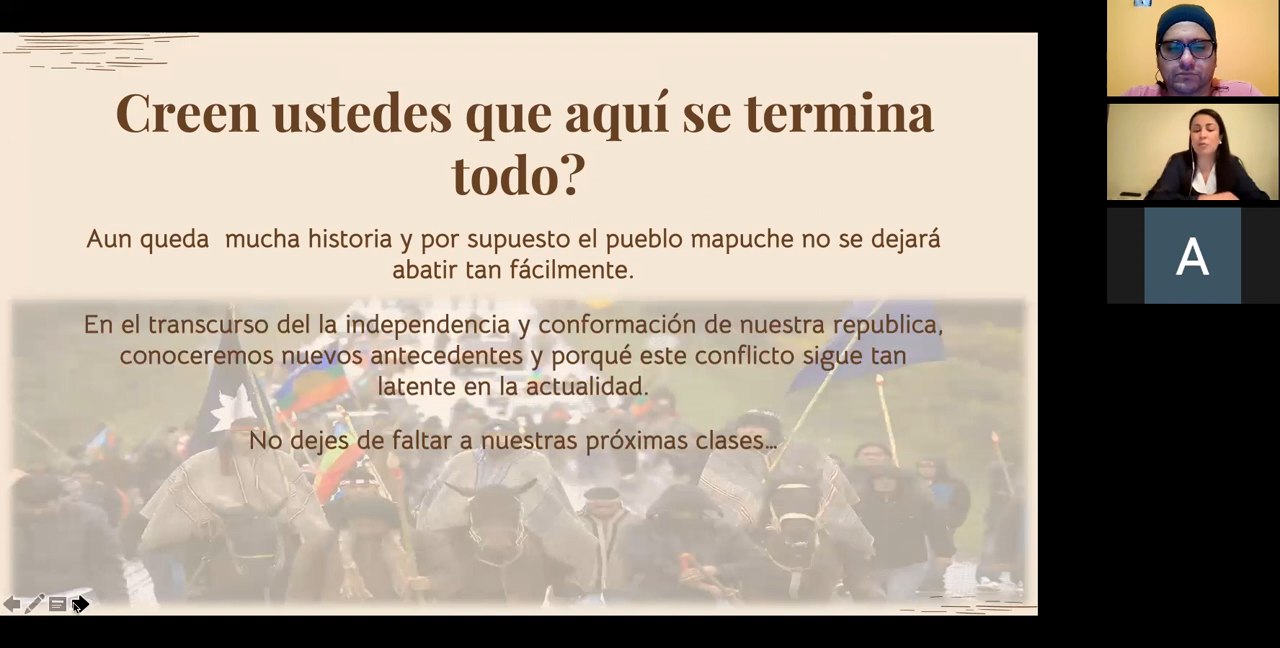 Creen ustedes que aquí se termina
todo?
Aun queda  mucha historia y por supuesto el pueblo mapuche no se dejará
abatir tan fácilmente.
En el transcurso del la independencia y conformación de nuestra republica,
conoceremos nuevos antecedentes y porqué este conflicto sigue tan
latente en la actualidad.
No dejes de faltar a nuestras próximas clases…
A